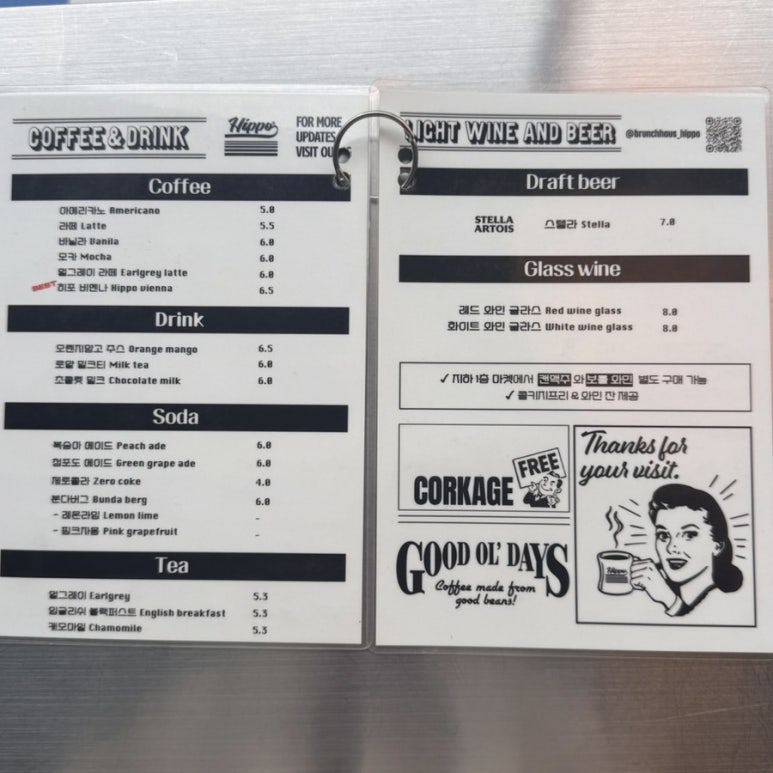 COFFEE & DRINK
Hippo
FOR MORE
UPDATES
VISIT OU
Coffee
아메리카노 Americano 5.0
라떼 Latte 5.5
바닐라 Vanila 6.0
모카 Mocha 6.0
얼그레이 라떼 Earlgrey latte 6.0
BEST 히포 비엔나 Hippo vienna 6.5
Drink
오렌지망고 주스 Orange mango 6.5
로얄 밀크티 Milk tea 6.0
초콜릿 밀크 Chocolate milk 6.0
Soda
복숭아 에이드 Peach ade 6.0
청포도 에이드 Green grape ade 6.0
제로콜라 Zero coke 4.0
분다버그 Bunda berg 6.0
- 레몬라임 Lemon lime -
- 핑크자몽 Pink grapefruit -
Tea
얼그레이 Earlgrey 5.3
잉글리쉬 블랙퍼스트 English breakfast 5.3
캐모마일 Chamomile 5.3
LIGHT WINE AND BEER
@brunchhous_hippo
Draft beer
STELLA
ARTOIS
스텔라 Stella 7.0
Glass wine
래드 와인 글라스 Red wine glass 8.0
화이트 와인 글라스 White wine glass 8.0
✓ 지하 1층 마켓에서 캔맥주 와 보틀 와인 별도 구매 가능
✓ 콜키지프리 & 와인 잔 제공
CORKAGE
FREE
GOOD OL' DAYS
Coffee made from
good beans!
Thanks for
your visit.
Hippo